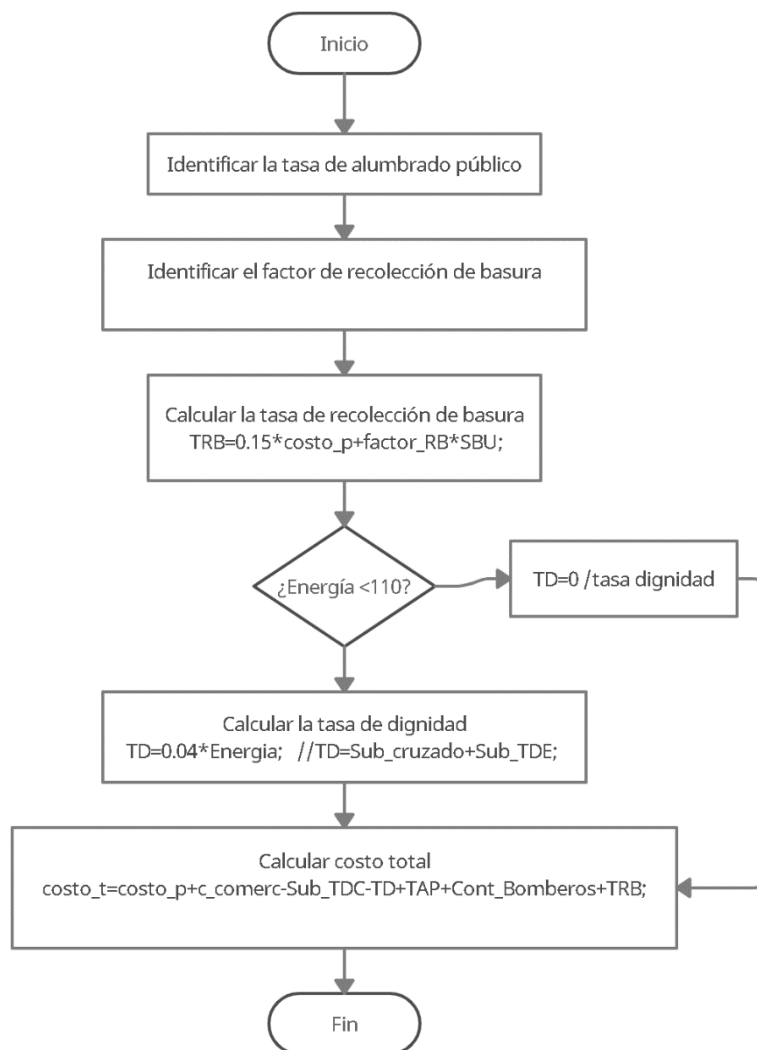 Inicio
Identificar la tasa de alumbrado público
Identificar el factor de recolección de basura
Calcular la tasa de recolección de basura
TRB=0.15*costo_p+factor_RB*SBU;
¿Energía <110?
TD=0 /tasa dignidad
Calcular la tasa de dignidad
TD=0.04*Energia;   //TD=Sub_cruzado+Sub_TDE;
Calcular costo total
costo_t=costo_p+c_comerc-Sub_TDC-TD+TAP+Cont_Bomberos+TRB;
Fin